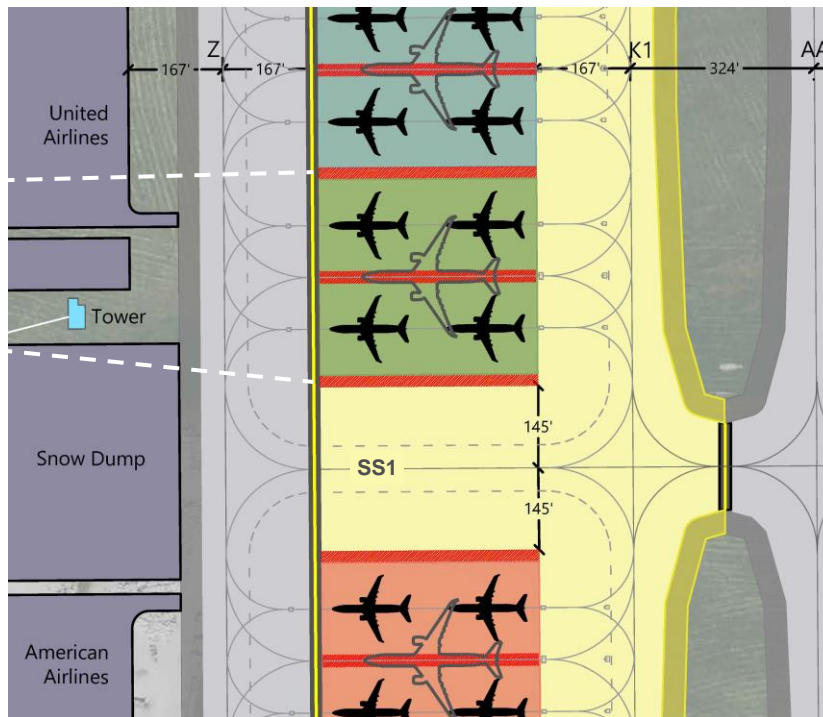 Z
K1
AA
167'
167'
167'
324'
United
Airlines
Tower
145'
Snow Dump
SS1
145'
American
Airlines